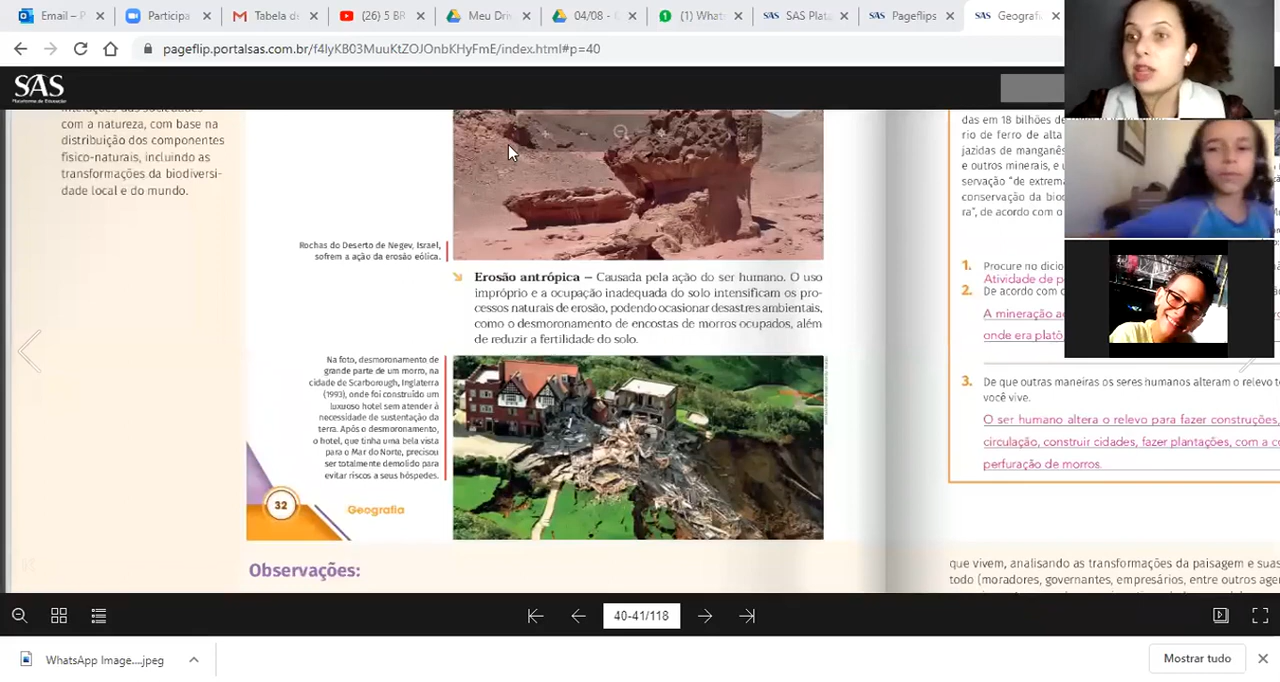 Email – P
Participa
Tabela de
(26) 5 BR
Meu Dri
04/08 -
(1) Whats
SAS Plata
Pageflips
SAS Geografi
pageflip.portalsas.com.br/f4lyKB03MuuKtZOJOnbKHyFmE/index.html#p=40
SAS
Plataforma de Educação
com a natureza, com base na
distribuição dos componentes
físico-naturais, incluindo as
transformações da biodiversi-
dade local e do mundo.
Rochas do Deserto de Negev, Israel,
sofrem a ação da erosão eólica.
Erosão antrópica — Causada pela ação do ser humano. O uso
impróprio e a ocupação inadequada do solo intensificam os pro-
cessos naturais de erosão, podendo ocasionar desastres ambientais,
como o desmoronamento de encostas de morros ocupados, além
de reduzir a fertilidade do solo.
Na foto, desmoronamento de
grande parte de um morro, na
cidade de Scarborough, Inglaterra
(1993), onde foi construído um
luxuoso hotel sem atender à
necessidade de sustentação da
terra. Após o desmoronamento,
o hotel, que tinha uma bela vista
para o Mar do Norte, precisou
ser totalmente demolido para
evitar riscos a seus hóspedes.
32
Geografia
Observações:
das em 18 bilhões de
rio de ferro de alta
jazidas de manganês
e outros minerais, e
servação "de extrem
conservação da bio
ra", de acordo com o
1. Procure no dicio
Atividade de p
2. De acordo com
A mineração
onde era platô
3. De que outras maneiras os seres humanos alteram o relevo
você vive.
O ser humano altera o relevo para fazer construções,
circulação, construir cidades, fazer plantações, com a
perfuração de morros.
que vivem, analisando as transformações da paisagem e suas
todo (moradores, governantes, empresários, entre outros
40-41/118
WhatsApp Image....jpeg
Mostrar tudo